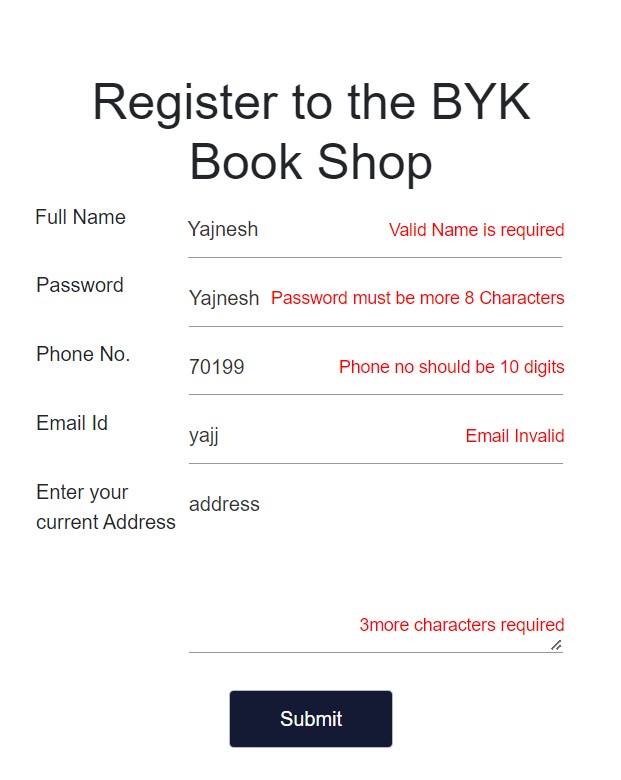 Register to the BYK
Book Shop
Full Name
Yajnesh Valid Name is required
Password
Yajnesh Password must be more 8 Characters
Phone No.
70199 Phone no should be 10 digits
Email Id
yajj Email Invalid
Enter your
current Address
address
3more characters required
Submit